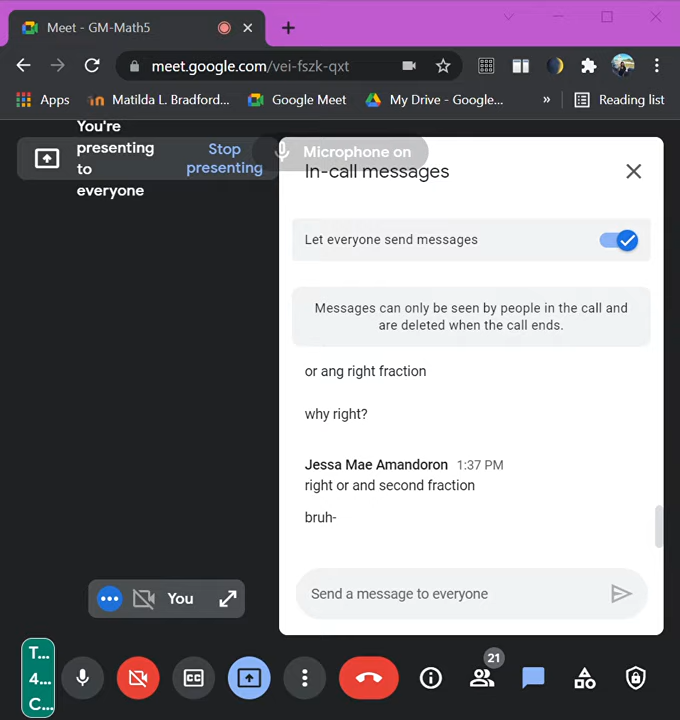 Meet - GM-Math5
meet.google.com/vei-fszk-qxt
Apps
Matilda L. Bradford...
Google Meet
My Drive - Google...
»
Reading list
You're
presenting
to
everyone
Stop
presenting
Microphone on
In-call messages
Let everyone send messages
Messages can only be seen by people in the call and
are deleted when the call ends.
or ang right fraction
why right?
Jessa Mae Amandoron 1:37 PM
right or and second fraction
bruh-
Send a message to everyone
You
T...
4...
C...
CC
21